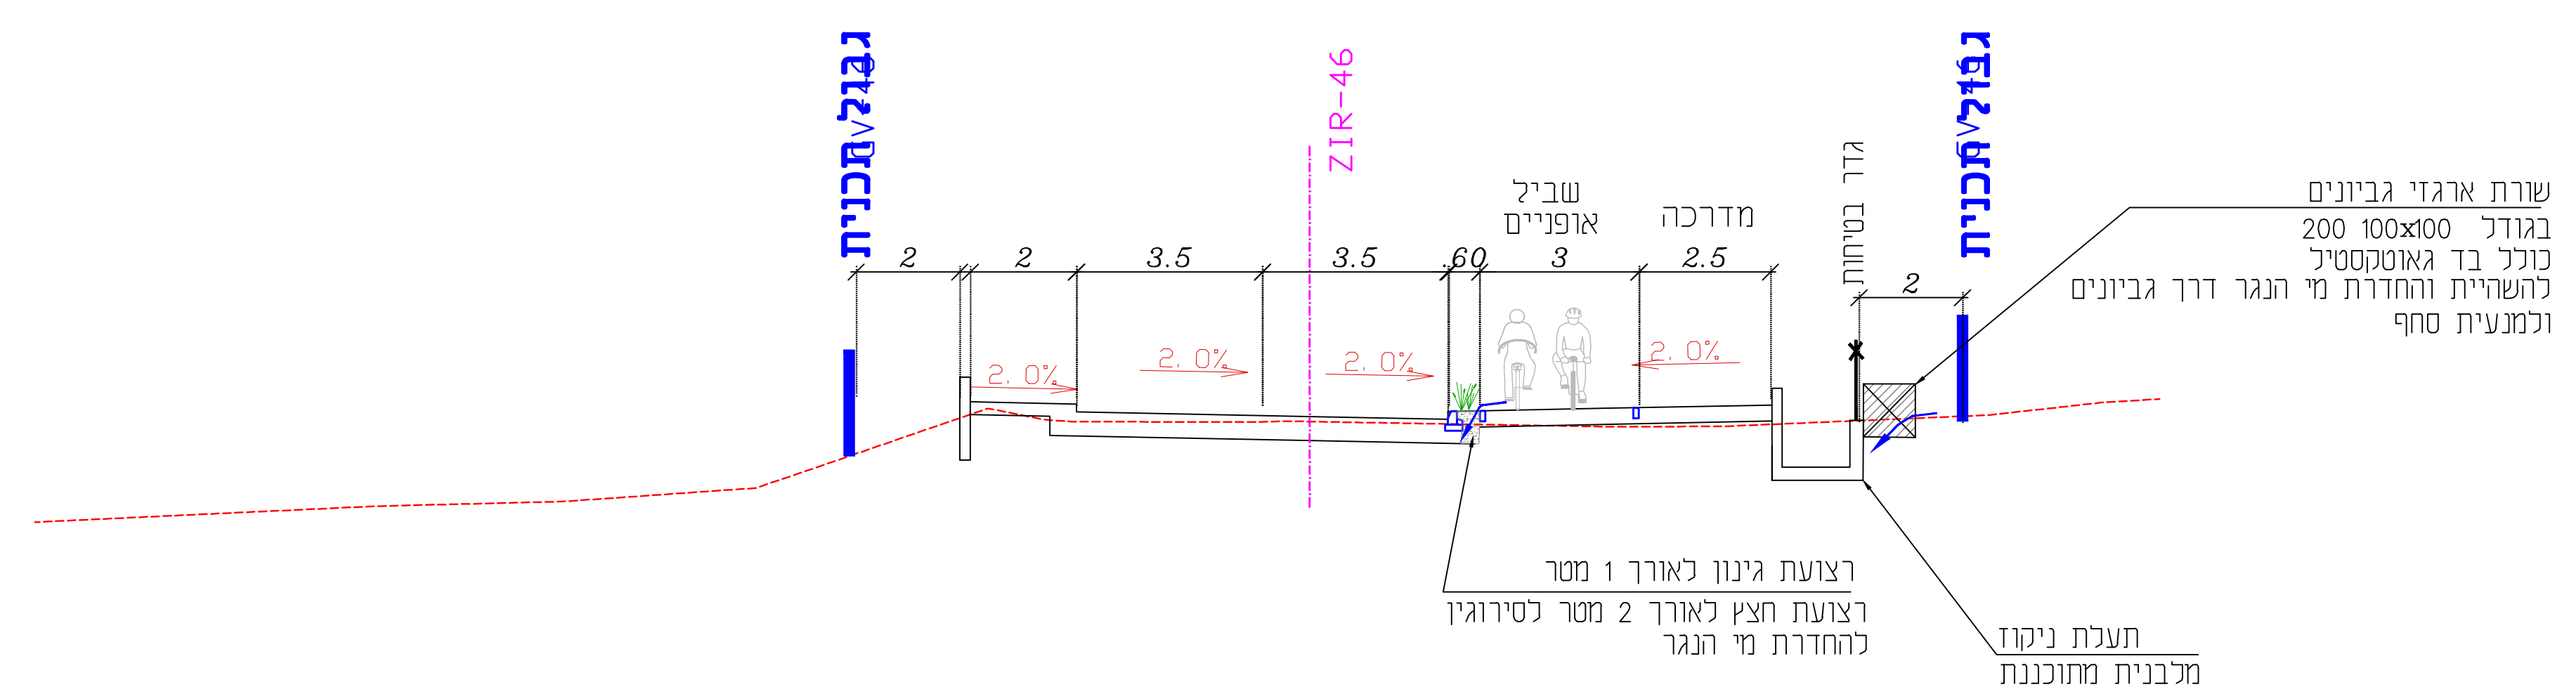 גבול תכנית
ZIR-46
גבול תכנית
גדר בטיחות
שביל
אופניים
מדרכה
2
2
3.5
3.5
.60
3
2.5
2
2.0%
2.0%
2.0%
2.0%
שורת ארגזי גביונים
בגודל 100x100 200
כולל בד גאוטקסטיל
להשהיית והחדרת מי הנגר דרך גביונים
ולמנעית סחף
רצועת גינון לאורך 1 מטר
רצועת חצץ לאורך 2 מטר לסירוגין
להחדרת מי הנגר
תעלת ניקוז
מלבנית מתוכננת